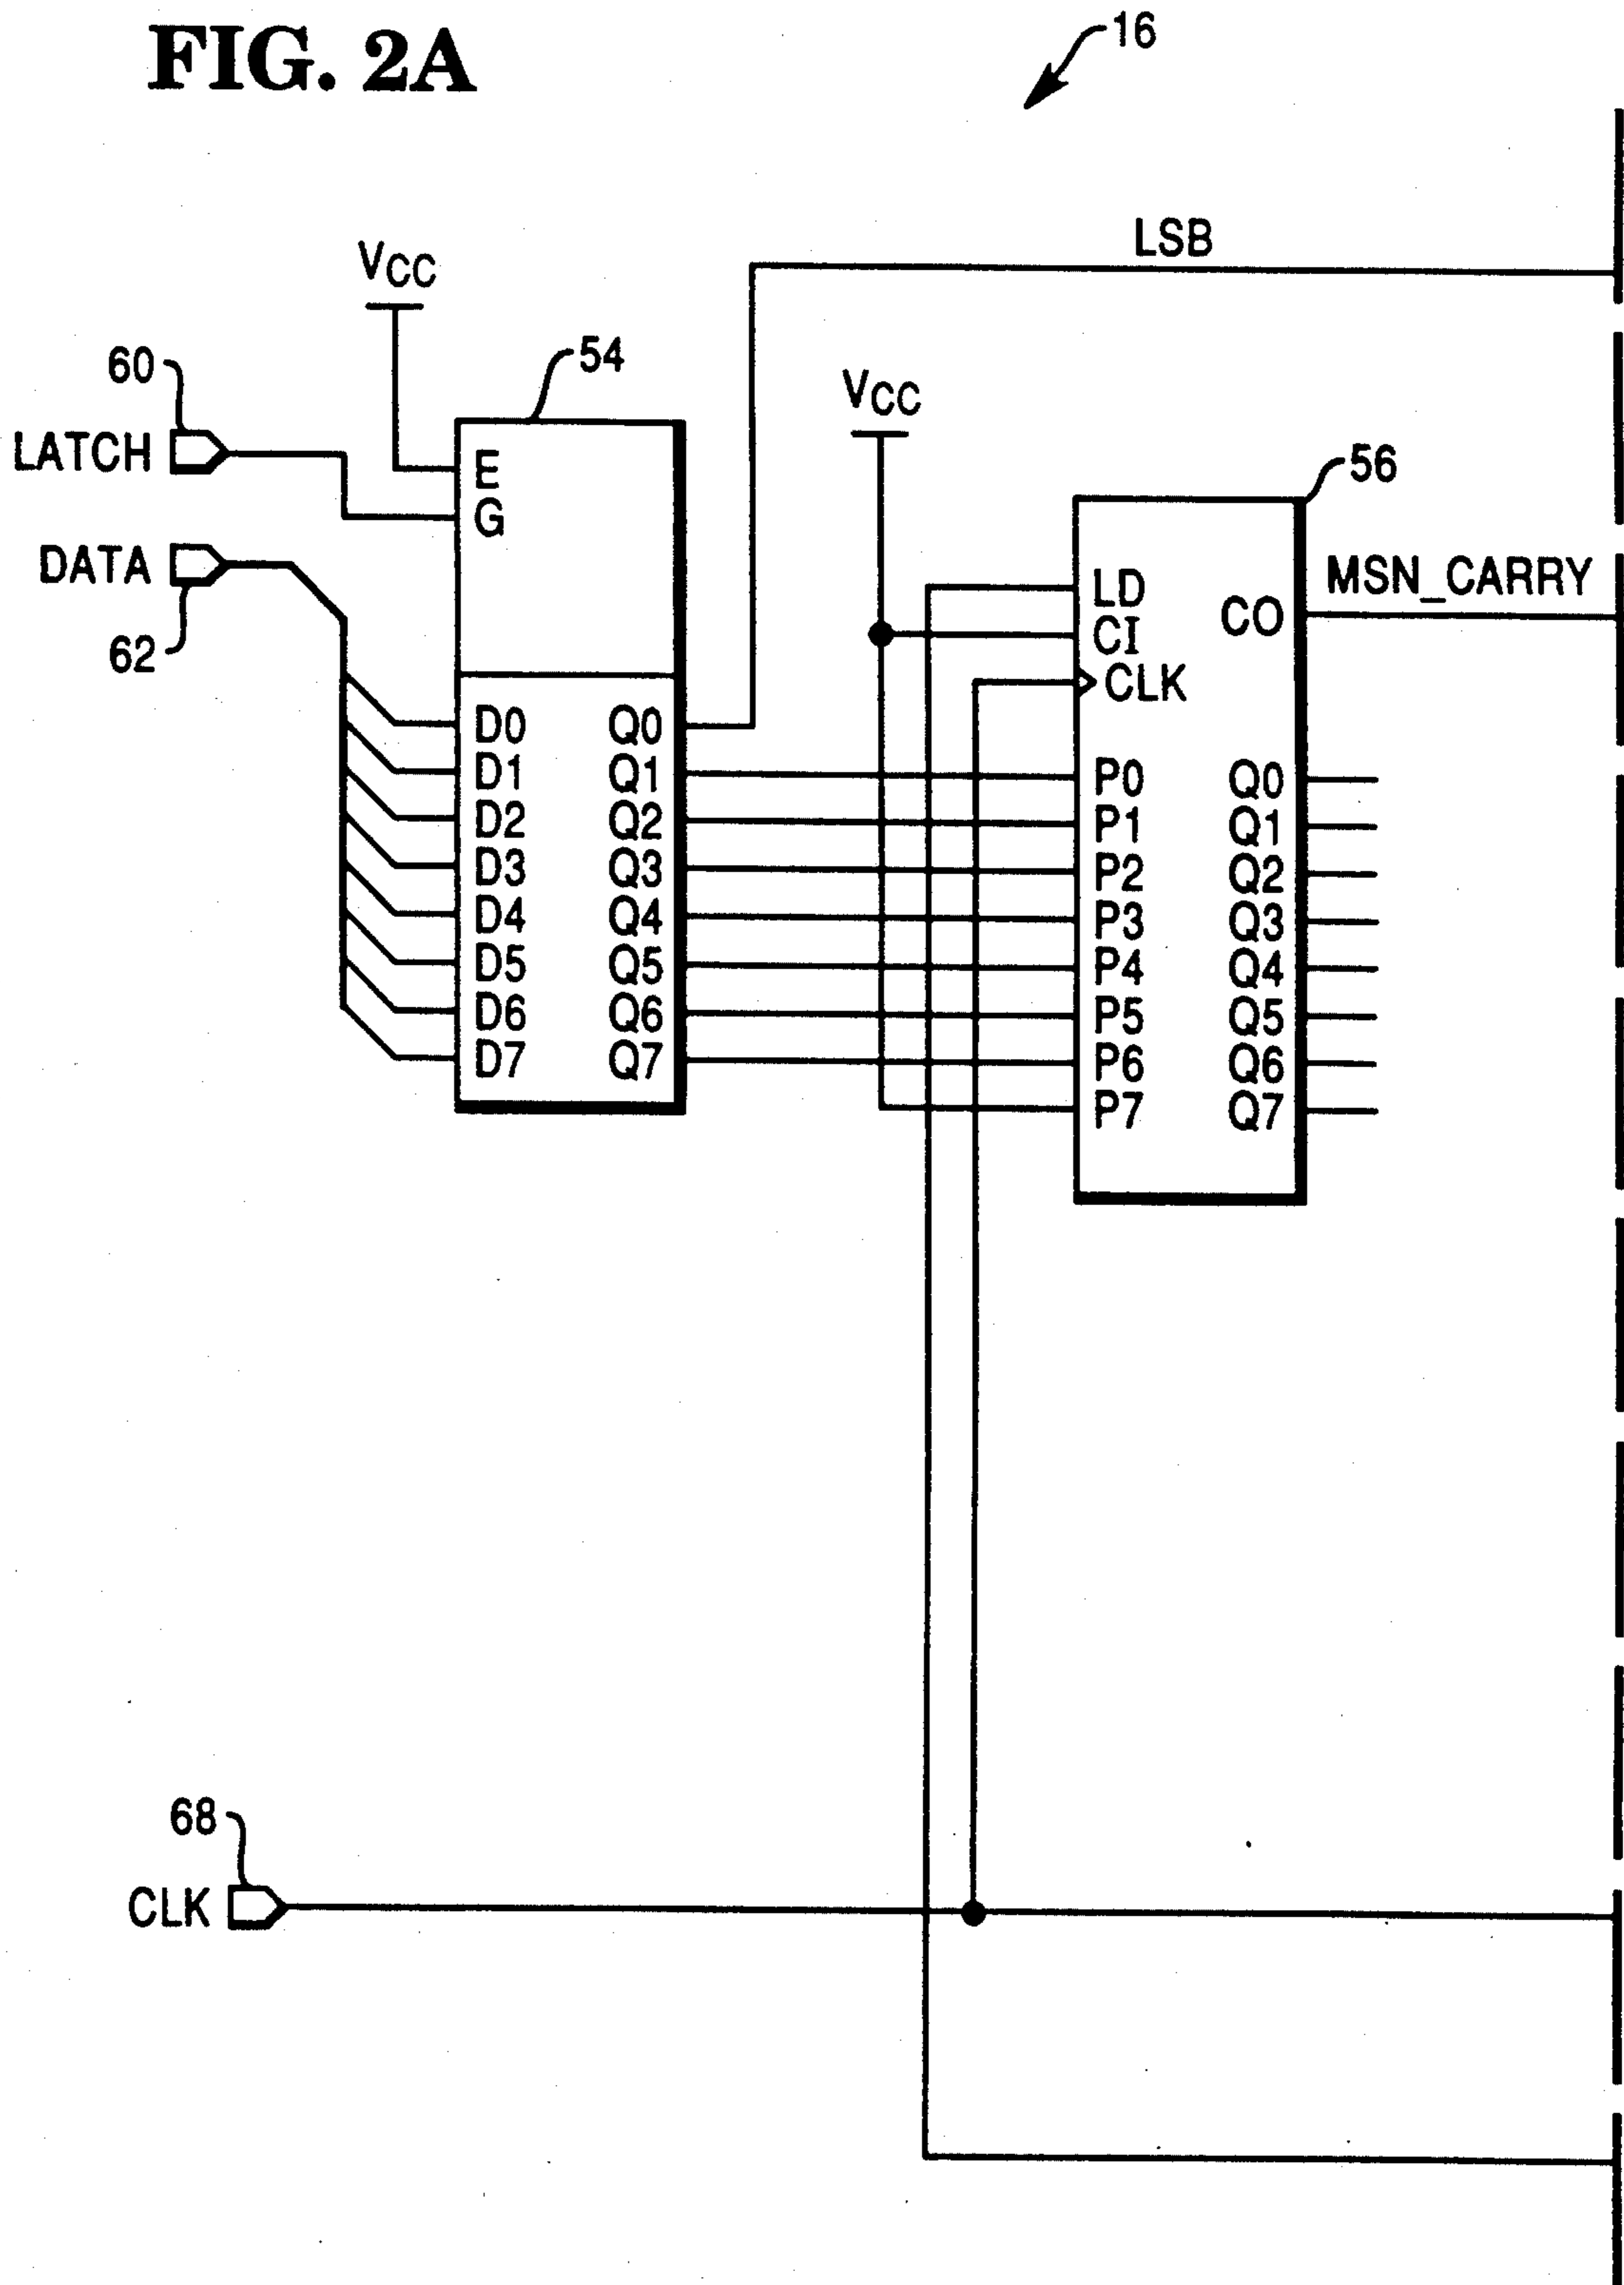 FIG. 2A
16
LSB
VCC
54
60
VCC
LATCH
E
G
56
DATA
62
LD
CI
CLK
CO
MSN_CARRY
D0 Q0
D1 Q1
D2 Q2
D3 Q3
D4 Q4
D5 Q5
D6 Q6
D7 Q7
P0 Q0
P1 Q1
P2 Q2
P3 Q3
P4 Q4
P5 Q5
P6 Q6
P7 Q7
68
CLK